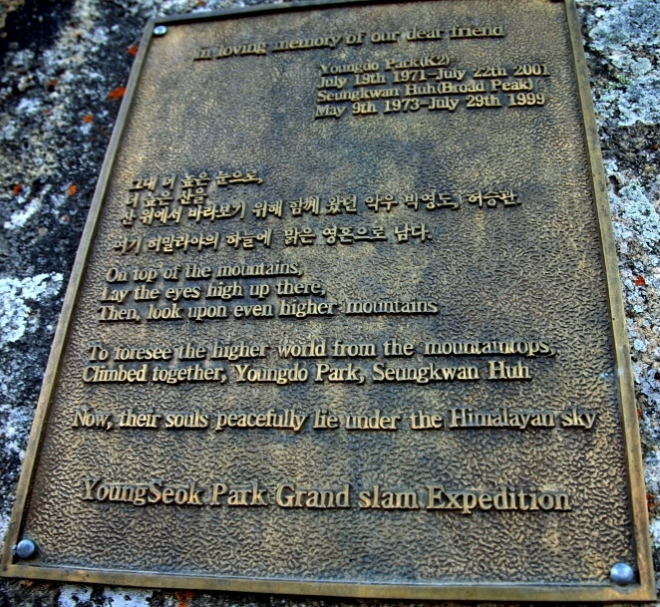 In loving memory of our dear friend
Youngdo Park(K2)
July 19th 1971-July 22th 2001
Seungkwan Huh(Broad Peak)
May 9th 1973-July 29th 1999
그대 더 높은 눈으로,
더 높은 산을
산 위에서 바라보기 위해 함께 왔던 악우 박영도, 허승관
여기 히말라야의 하늘에 맑은 영혼으로 남다.
On top of the mountains,
Lay the eyes high up there,
Then, look upon even higher mountains
To foresee the higher world from the mountaintops,
Climbed together, Youngdo Park, Seungkwan Huh
Now, their souls peacefully lie under the Himalayan sky
YoungSeok Park Grand slam Expedition